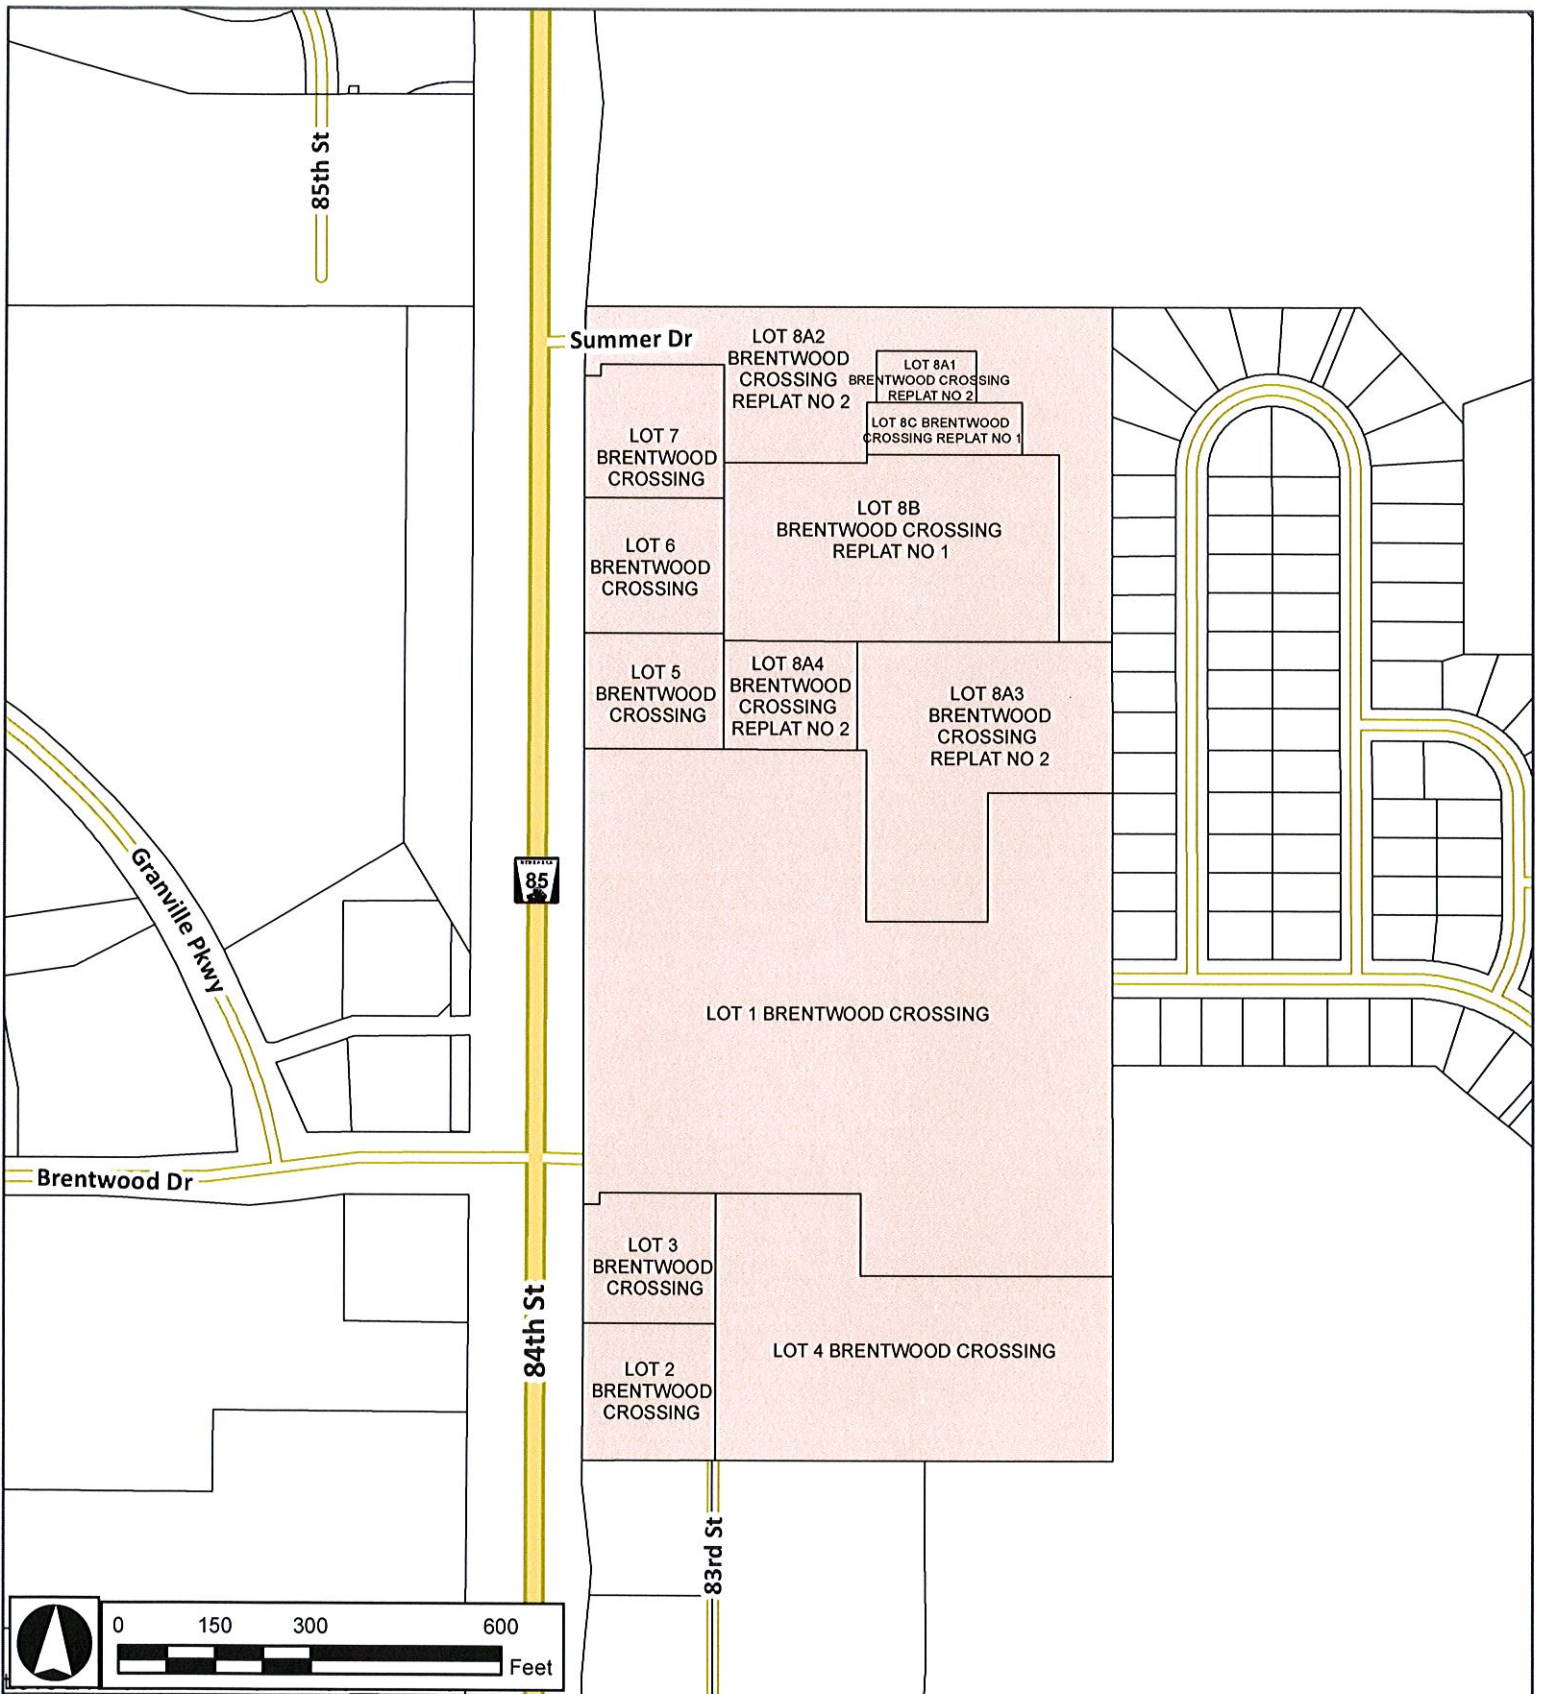 85th St
Summer Dr
LOT 8A2
BRENTWOOD
CROSSING
REPLAT NO 2
LOT 8A1
BRENTWOOD CROSSING
REPLAT NO 2
LOT 8C BRENTWOOD
CROSSING REPLAT NO 1
LOT 7
BRENTWOOD
CROSSING
LOT 8B
BRENTWOOD CROSSING
REPLAT NO 1
LOT 6
BRENTWOOD
CROSSING
LOT 5
BRENTWOOD
CROSSING
LOT 8A4
BRENTWOOD
CROSSING
REPLAT NO 2
LOT 8A3
BRENTWOOD
CROSSING
REPLAT NO 2
Granville Pkwy
NEBRASKA
85
LOT 1 BRENTWOOD CROSSING
Brentwood Dr
LOT 3
BRENTWOOD
CROSSING
84th St
LOT 4 BRENTWOOD CROSSING
LOT 2
BRENTWOOD
CROSSING
83rd St
0 150 300 600
Feet